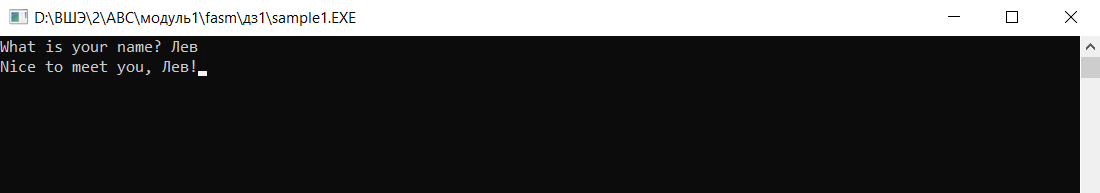 D:\ВШЭ\2\АВС\модуль1\fasm\дз1\sample1.EXE
What is your name? Лев
Nice to meet you, Лев!